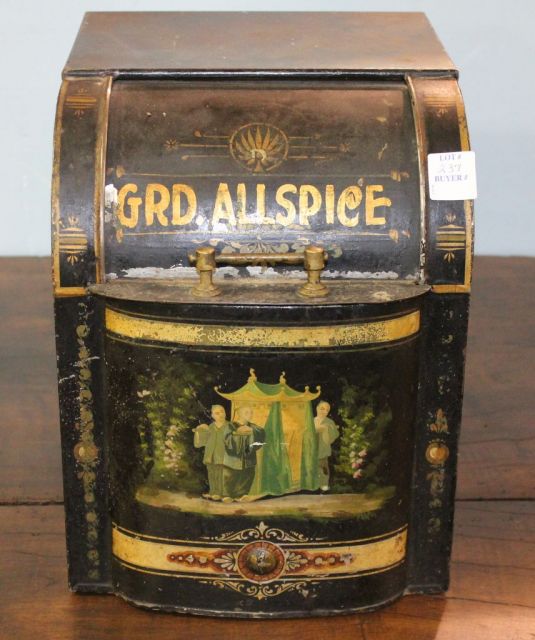 GRD. ALLSPICE
LOT#
237
BUYER#